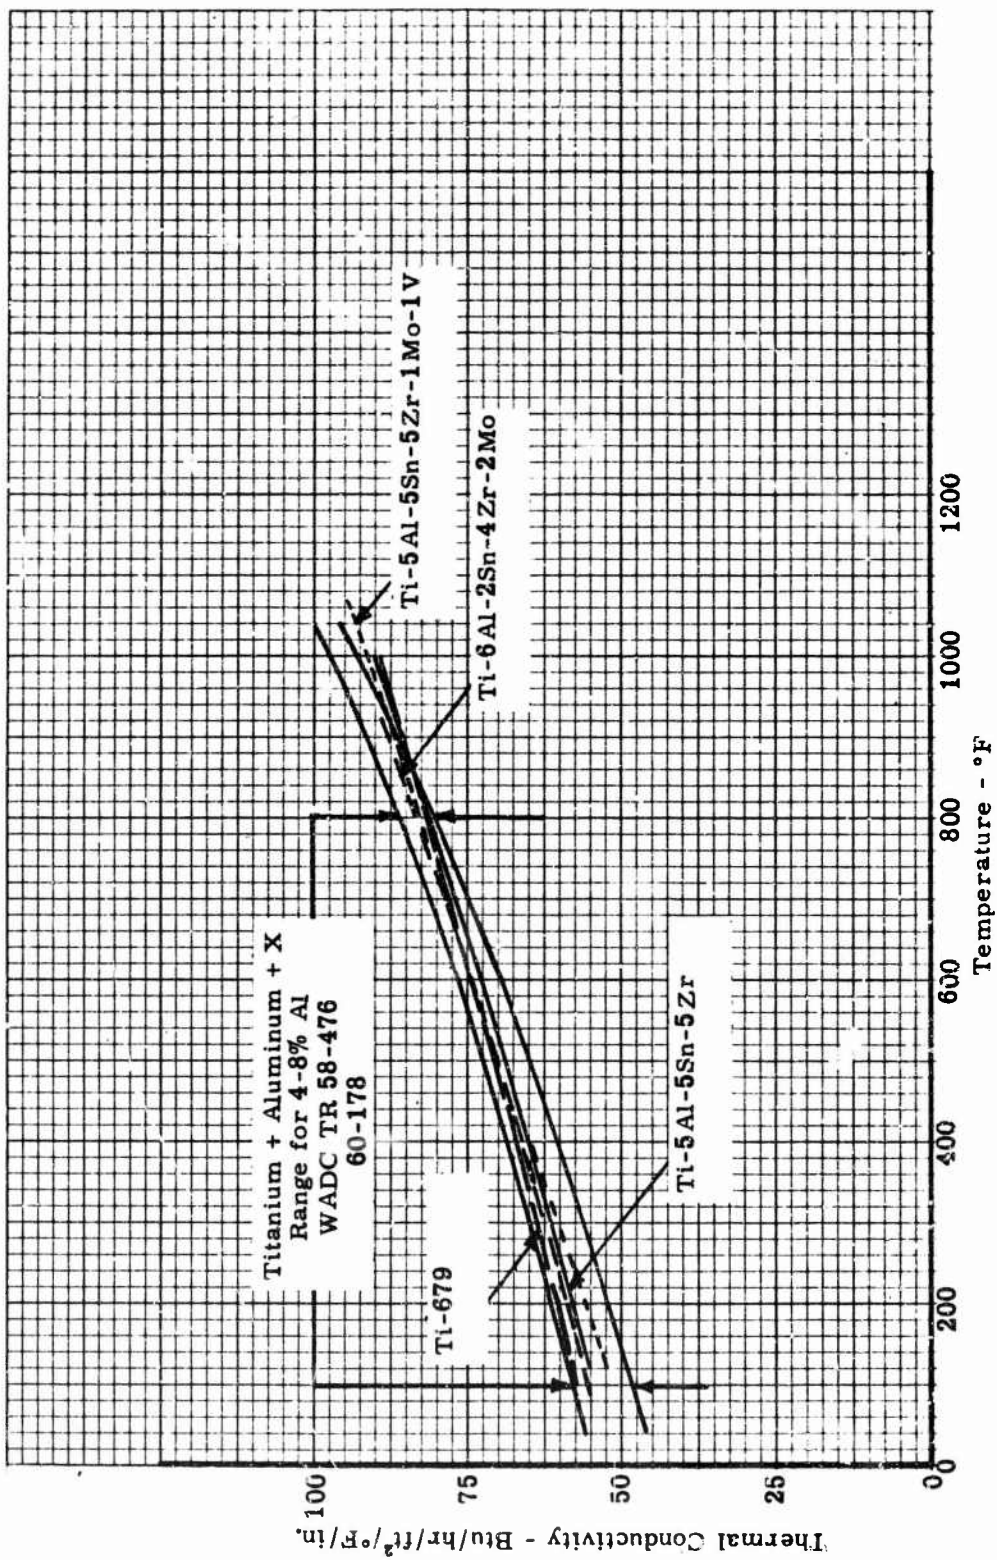 Thermal Conductivity - Btu/hr/ft²/°F/in.
100
75
50
25
0
Titanium + Aluminum + X
Range for 4-8% Al
WADC TR 58-476
60-178
Ti-679
Ti-5Al-5Sn-5Zr-1Mo-1V
Ti-6Al-2Sn-4Zr-2Mo
Ti-5Al-5Sn-5Zr
0
200
400
600
800
1000
1200
Temperature - °F